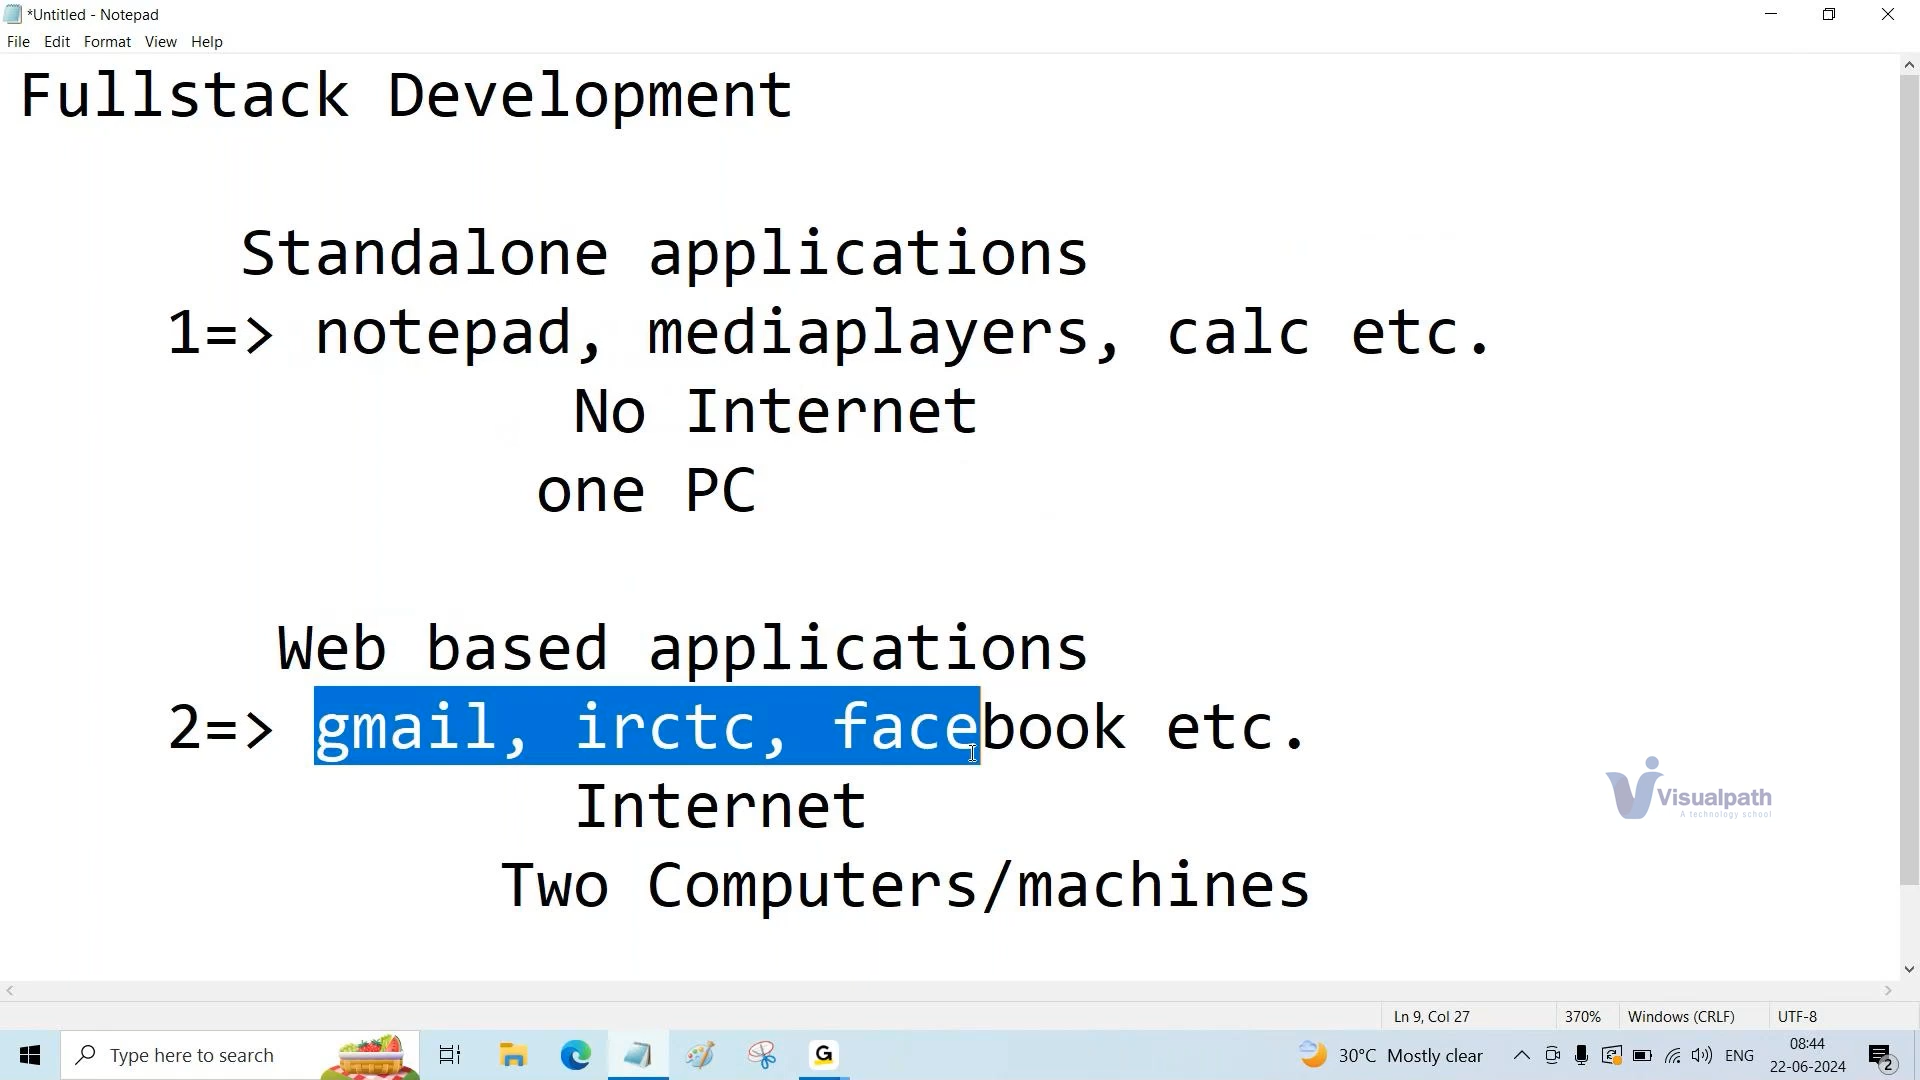 *Untitled - Notepad
File Edit Format View Help
Fullstack Development
Standalone applications
1=> notepad, mediaplayers, calc etc.
No Internet
one PC
Web based applications
2=> gmail, irctc, facebook etc.
Internet
Two Computers/machines
Visualpath
A technology school
Ln 9, Col 27 370% Windows (CRLF) UTF-8
Type here to search G 30°C Mostly clear ENG 08:44
22-06-2024 2